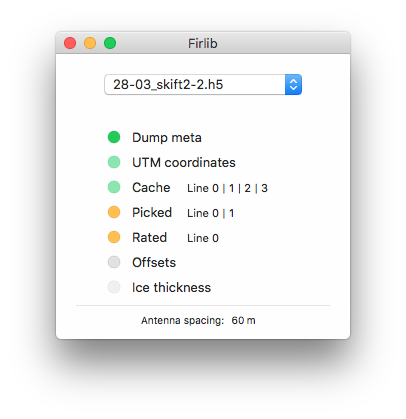 Firlib
28-03_skift2-2.h5
Dump meta
UTM coordinates
Cache Line 0 | 1 | 2 | 3
Picked Line 0 | 1
Rated Line 0
Offsets
Ice thickness
Antenna spacing: 60 m